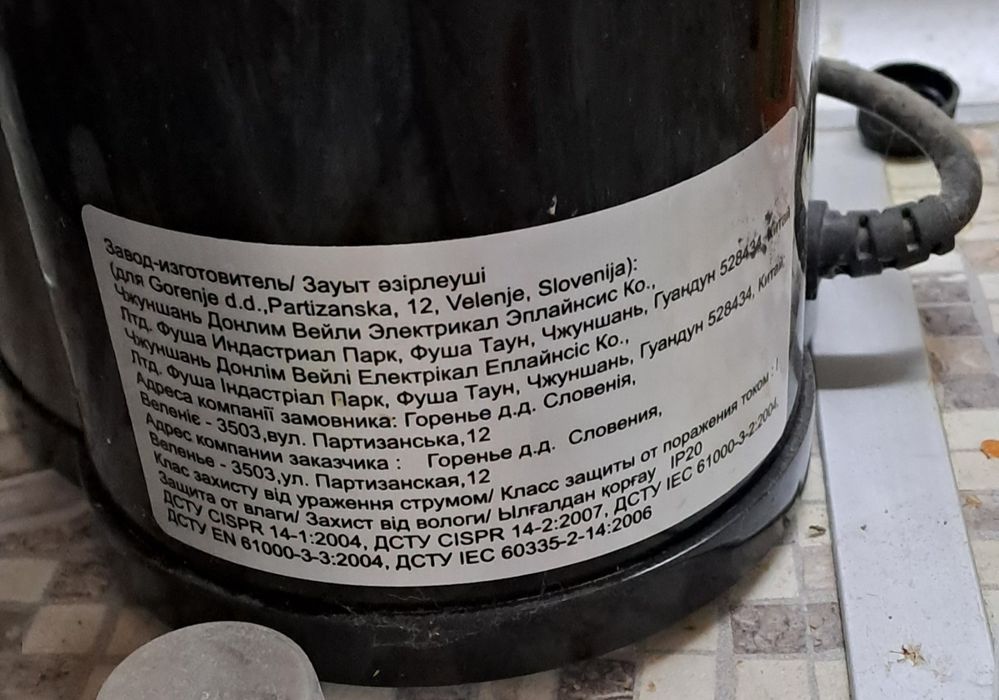 Завод-изготовитель/ Зауыт әзірлеуші
(для Gorenje d.d.,Partizanska, 12, Velenje, Slovenija):
Чжуншань Донлим Вейли Электрикал Эплайнсис Ко.,
Лтд. Фуша Индастриал Парк, Фуша Таун, Чжуншань, Гуандун 528434, Китай
Чжуншань Донлім Вейлі Електрікал Еплайнсіс Ко.,
Лтд. Фуша Індастріал Парк, Фуша Таун, Чжуншань, Гуандун 528434, Китай.
Адреса компанії замовника: Горенье д.д. Словенія,
Веленіє - 3503,вул. Партизанська,12
Адрес компании заказчика : Горенье д.д. Словения,
Веленье - 3503,ул. Партизанская,12
Клас захисту від ураження струмом/ Класс защиты от поражения током : I
Защита от влаги/ Захист від вологи/ Ылғалдан қорғау IP20
ДСТУ CISPR 14-1:2004, ДСТУ CISPR 14-2:2007, ДСТУ IEC 61000-3-2:2004,
ДСТУ EN 61000-3-3:2004, ДСТУ IEC 60335-2-14:2006